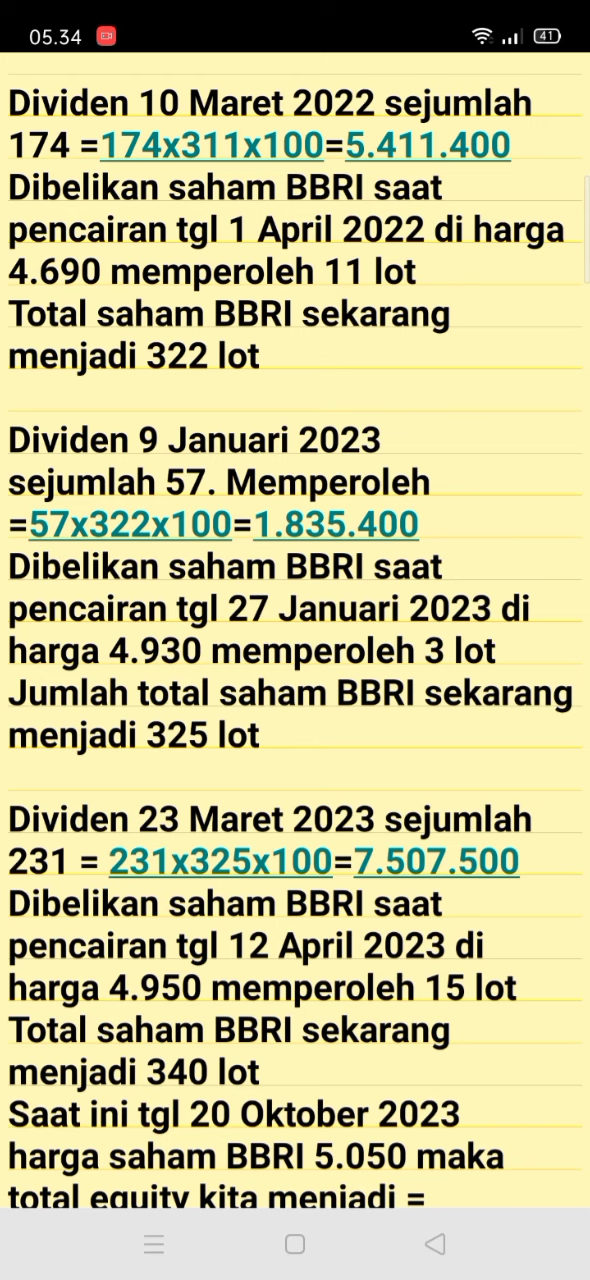 05.34
41
Dividen 10 Maret 2022 sejumlah
174 =174x311x100=5.411.400
Dibelikan saham BBRI saat
pencairan tgl 1 April 2022 di harga
4.690 memperoleh 11 lot
Total saham BBRI sekarang
menjadi 322 lot
Dividen 9 Januari 2023
sejumlah 57. Memperoleh
=57x322x100=1.835.400
Dibelikan saham BBRI saat
pencairan tgl 27 Januari 2023 di
harga 4.930 memperoleh 3 lot
Jumlah total saham BBRI sekarang
menjadi 325 lot
Dividen 23 Maret 2023 sejumlah
231 = 231x325x100=7.507.500
Dibelikan saham BBRI saat
pencairan tgl 12 April 2023 di
harga 4.950 memperoleh 15 lot
Total saham BBRI sekarang
menjadi 340 lot
Saat ini tgl 20 Oktober 2023
harga saham BBRI 5.050 maka
total equity kita menjadi =